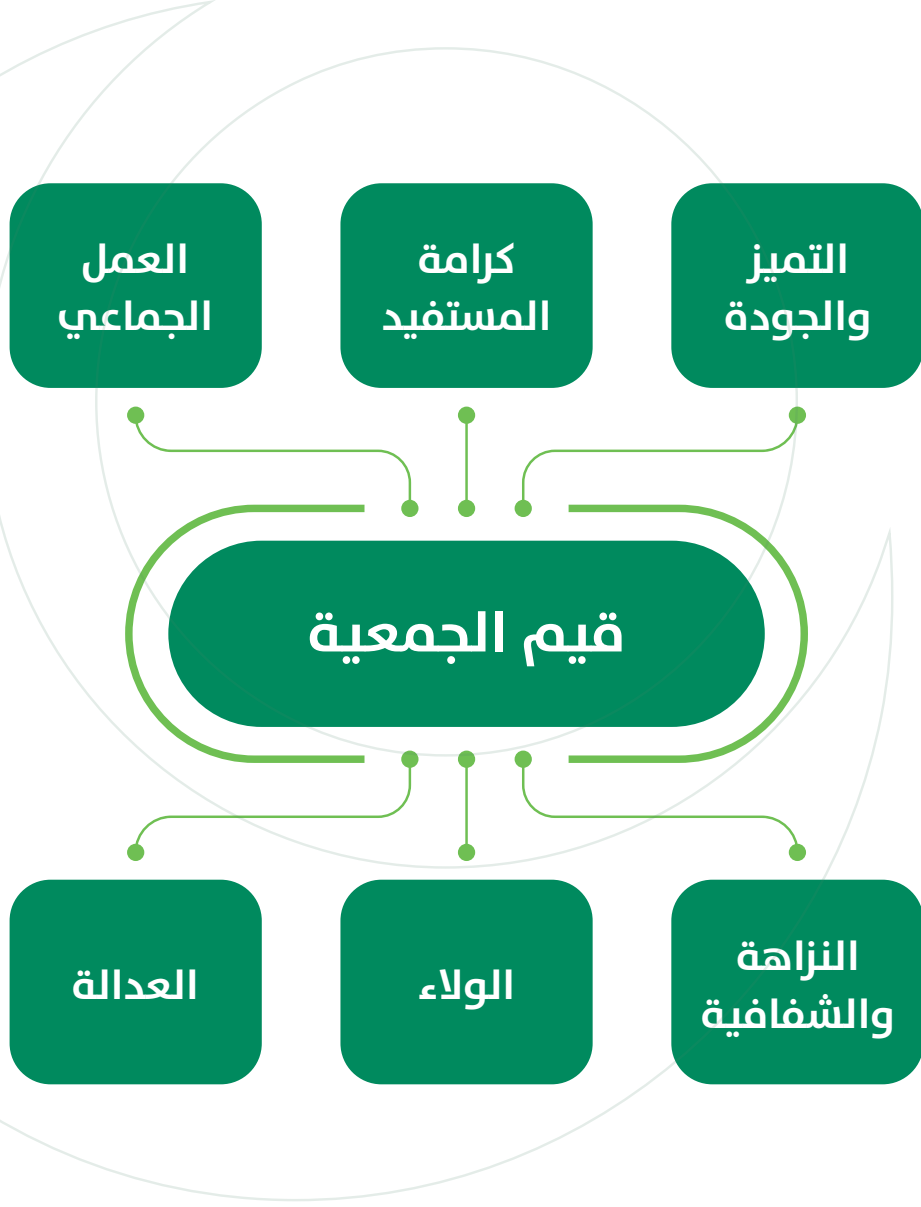 التميز
والجودة
كرامة
المستفيد
العمل
الجماعي
قيم الجمعية
النزاهة
والشفافية
الولاء
العدالة